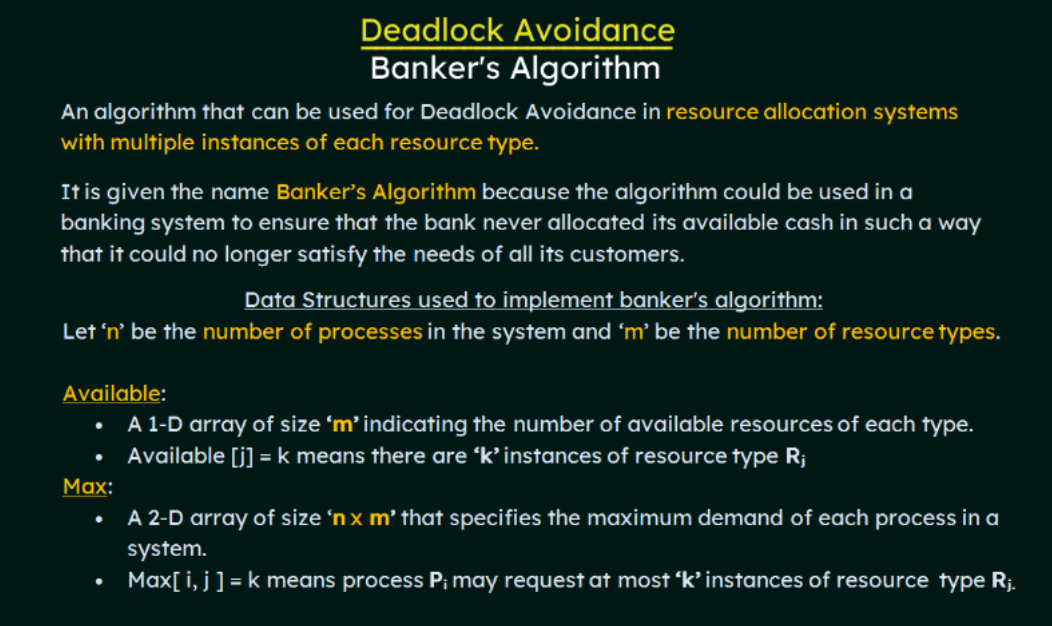 Deadlock Avoidance
Banker's Algorithm
An algorithm that can be used for Deadlock Avoidance in resource allocation systems
with multiple instances of each resource type.
It is given the name Banker’s Algorithm because the algorithm could be used in a
banking system to ensure that the bank never allocated its available cash in such a way
that it could no longer satisfy the needs of all its customers.
Data Structures used to implement banker's algorithm:
Let ‘n’ be the number of processes in the system and ‘m’ be the number of resource types.
Available:
• A 1-D array of size ‘m’ indicating the number of available resources of each type.
• Available [j] = k means there are ‘k’ instances of resource type Rj
Max:
• A 2-D array of size ‘n x m’ that specifies the maximum demand of each process in a
system.
• Max[ i, j ] = k means process Pi may request at most ‘k’ instances of resource type Rj.